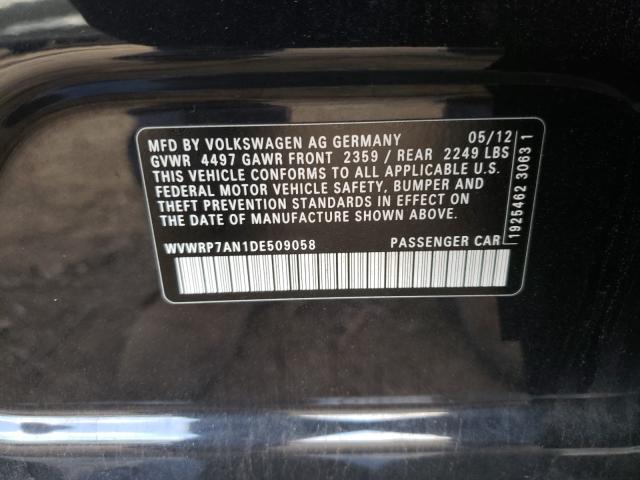 MFD BY VOLKSWAGEN AG GERMANY 05/12
GVWR 4497 GAWR FRONT 2359 / REAR 2249 LBS
THIS VEHICLE CONFORMS TO ALL APPLICABLE U.S.
FEDERAL MOTOR VEHICLE SAFETY, BUMPER AND
THEFT PREVENTION STANDARDS IN EFFECT ON
THE DATE OF MANUFACTURE SHOWN ABOVE.
WVWRP7AN1DE509058 PASSENGER CAR
1925462 30631